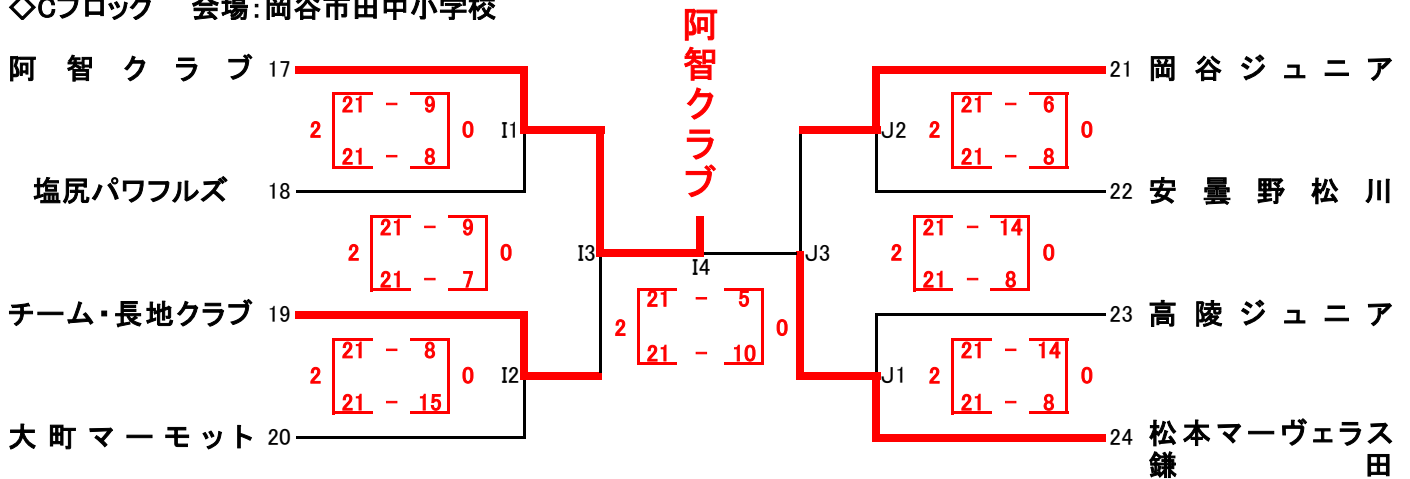 ◇Cブロック 会場:岡谷市田中小学校
阿智クラブ
阿智クラブ 17
21 - 9
2 0
21 - 8
I1
塩尻パワフルズ 18
21 - 9
2 0
21 - 7
I3
チーム・長地クラブ 19
21 - 8
2 0
21 - 15
I2
大町マーモット 20
I4
21 - 5
2 0
21 - 10
21 岡谷ジュニア
J2
21 - 6
2 0
21 - 8
22 安曇野松川
J3
21 - 14
2 0
21 - 8
23 高陵ジュニア
J1
21 - 14
2 0
21 - 8
24 松本マーヴェラス
鎌田